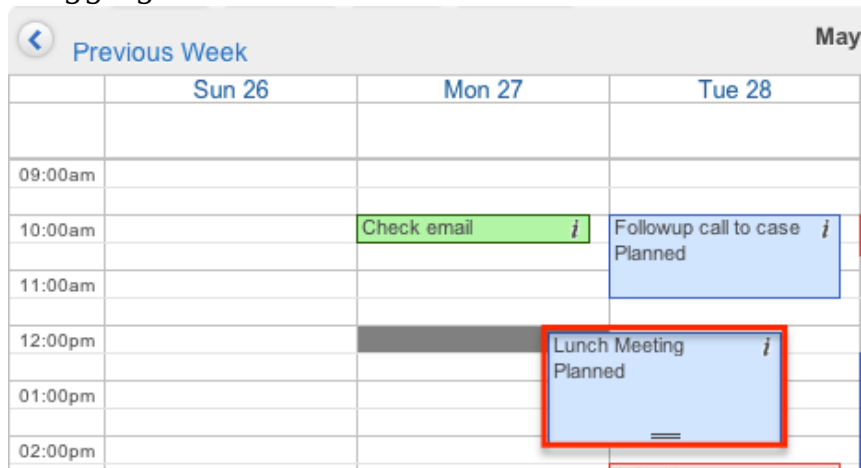 Previous Week
May
Sun 26
Mon 27
Tue 28
09:00am
10:00am
Check email i
Followup call to case i
Planned
11:00am
12:00pm
Lunch Meeting i
Planned
01:00pm
02:00pm